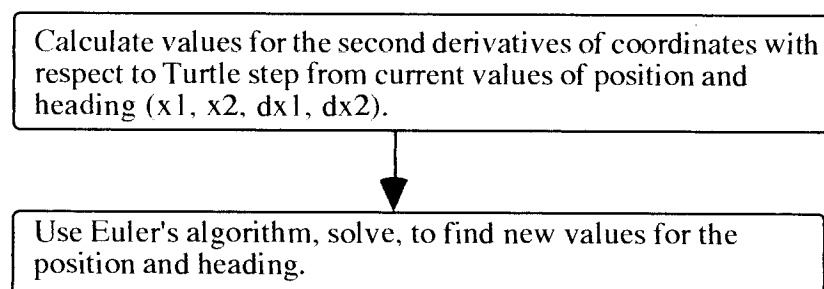 Calculate values for the second derivatives of coordinates with
respect to Turtle step from current values of position and
heading (x1, x2, dx1, dx2).
Use Euler's algorithm, solve, to find new values for the
position and heading.